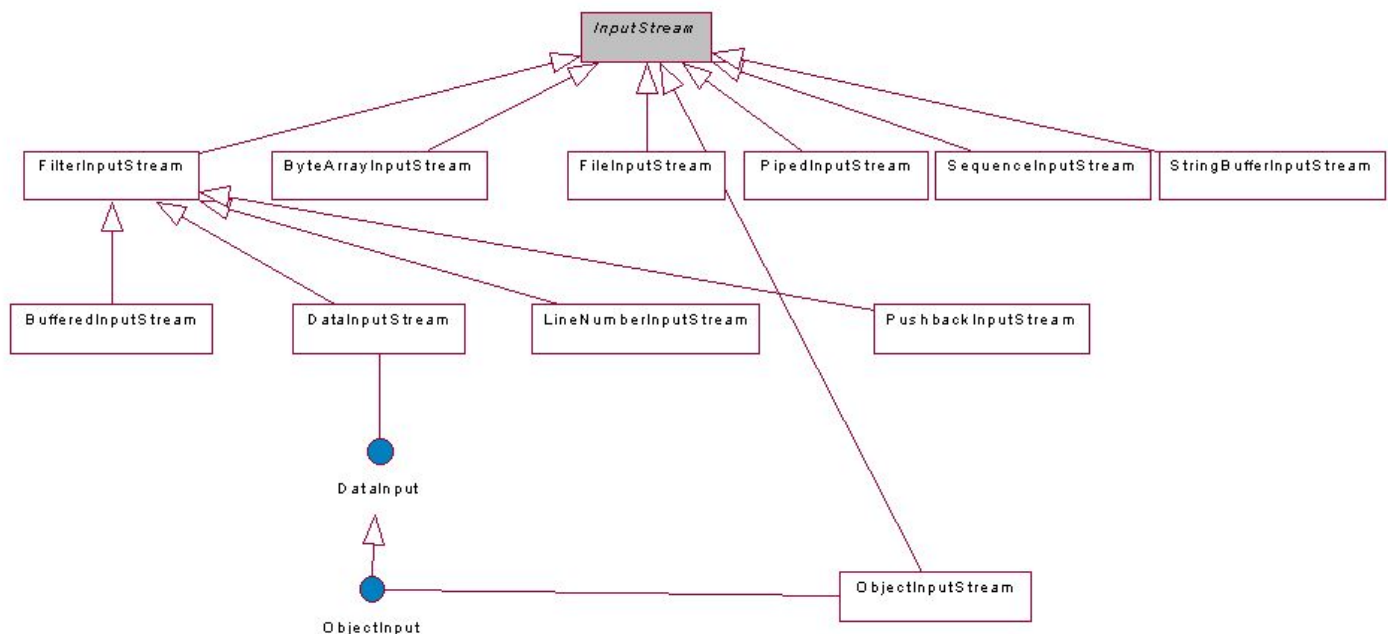 InputStream
FilterInputStream
ByteArrayInputStream
FileInputStream
PipedInputStream
SequenceInputStream
StringBufferInputStream
BufferedInputStream
DataInputStream
LineNumberInputStream
PushbackInputStream
DataInput
ObjectInputStream
ObjectInput